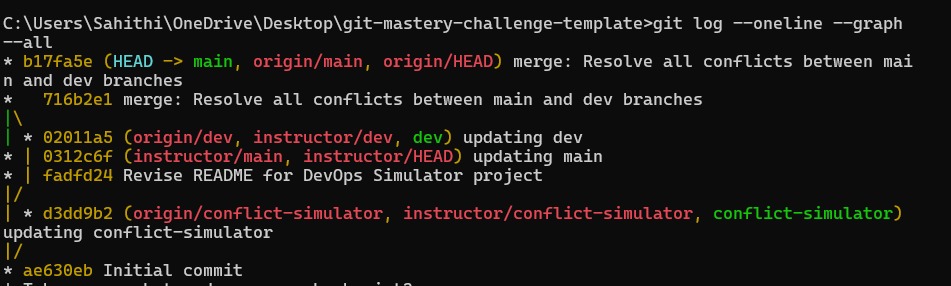 C:\Users\Sahithi\OneDrive\Desktop\git-mastery-challenge-template>git log --oneline --graph
--all
* b17fa5e (HEAD -> main, origin/main, origin/HEAD) merge: Resolve all conflicts between mai
n and dev branches
*   716b2e1 merge: Resolve all conflicts between main and dev branches
|\
| * 02011a5 (origin/dev, instructor/dev, dev) updating dev
* | 0312c6f (instructor/main, instructor/HEAD) updating main
* | fadfd24 Revise README for DevOps Simulator project
|/
| * d3dd9b2 (origin/conflict-simulator, instructor/conflict-simulator, conflict-simulator)
updating conflict-simulator
|/
* ae630eb Initial commit